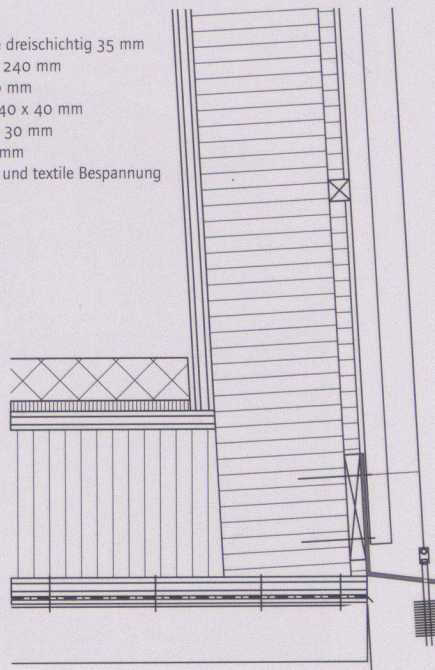 dreischichtig 35 mm
240 mm
mm
40 x 40 mm
30 mm
mm
und textile Bespannung